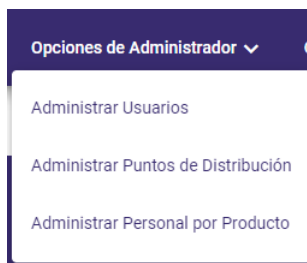 Opciones de Administrador
Administrar Usuarios
Administrar Puntos de Distribución
Administrar Personal por Producto